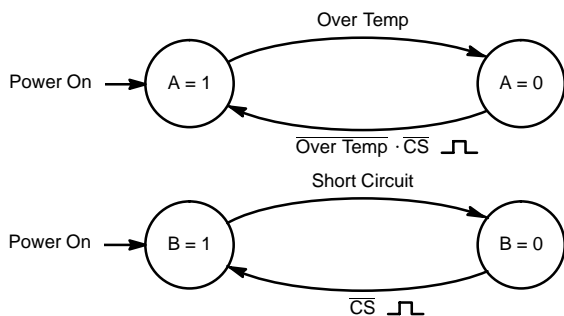 Over Temp
Power On
A = 1
A = 0
Over Temp · CS
Short Circuit
Power On
B = 1
B = 0
CS